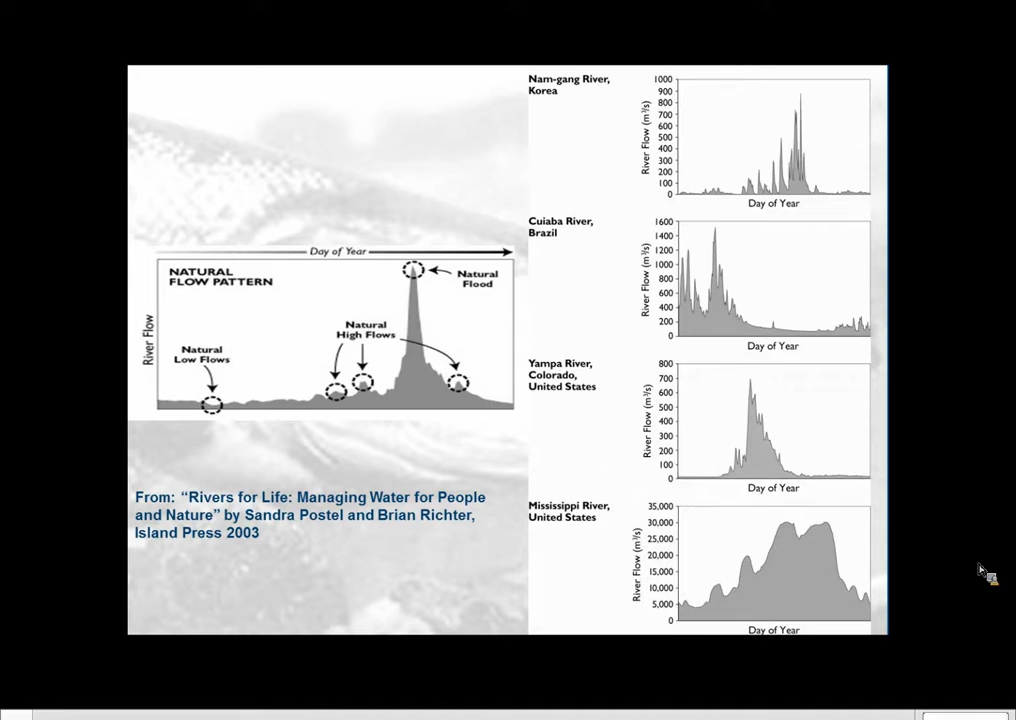 Day of Year
NATURAL
FLOW PATTERN
Natural
Flood
Natural
High Flows
Natural
Low Flows
River Flow
From: “Rivers for Life: Managing Water for People
and Nature” by Sandra Postel and Brian Richter,
Island Press 2003
Nam-gang River,
Korea
River Flow (m³/s)
1000
900
800
700
600
500
400
300
200
100
0
Day of Year
Cuiaba River,
Brazil
River Flow (m³/s)
1600
1400
1200
1000
800
600
400
200
0
Day of Year
Yampa River,
Colorado,
United States
River Flow (m³/s)
800
700
600
500
400
300
200
100
0
Day of Year
Mississippi River,
United States
River Flow (m³/s)
35,000
30,000
25,000
20,000
15,000
10,000
5,000
0
Day of Year